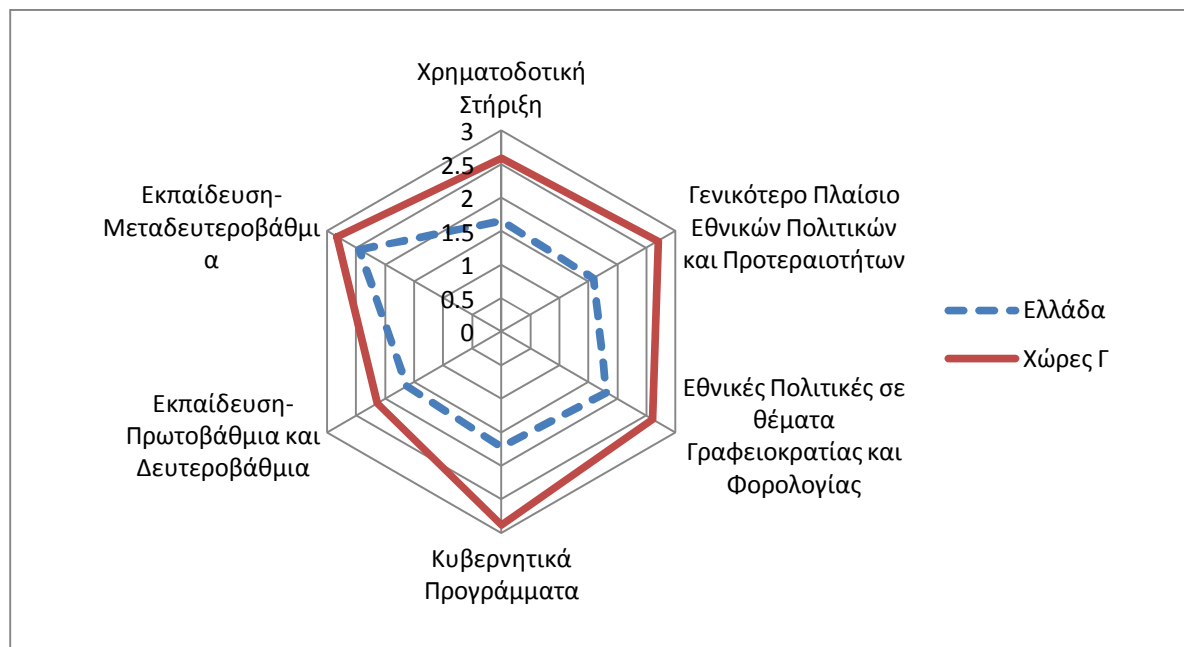 Χρηματοδοτική
Στήριξη
3
2.5
2
1.5
1
0.5
0
Γενικότερο Πλαίσιο
Εθνικών Πολιτικών
και Προτεραιοτήτων
Εθνικές Πολιτικές σε
θέματα
Γραφειοκρατίας και
Φορολογίας
Κυβερνητικά
Προγράμματα
Εκπαίδευση-
Πρωτοβάθμια και
Δευτεροβάθμια
Εκπαίδευση-
Μεταδευτεροβάθμι
α
Ελλάδα
Χώρες Γ